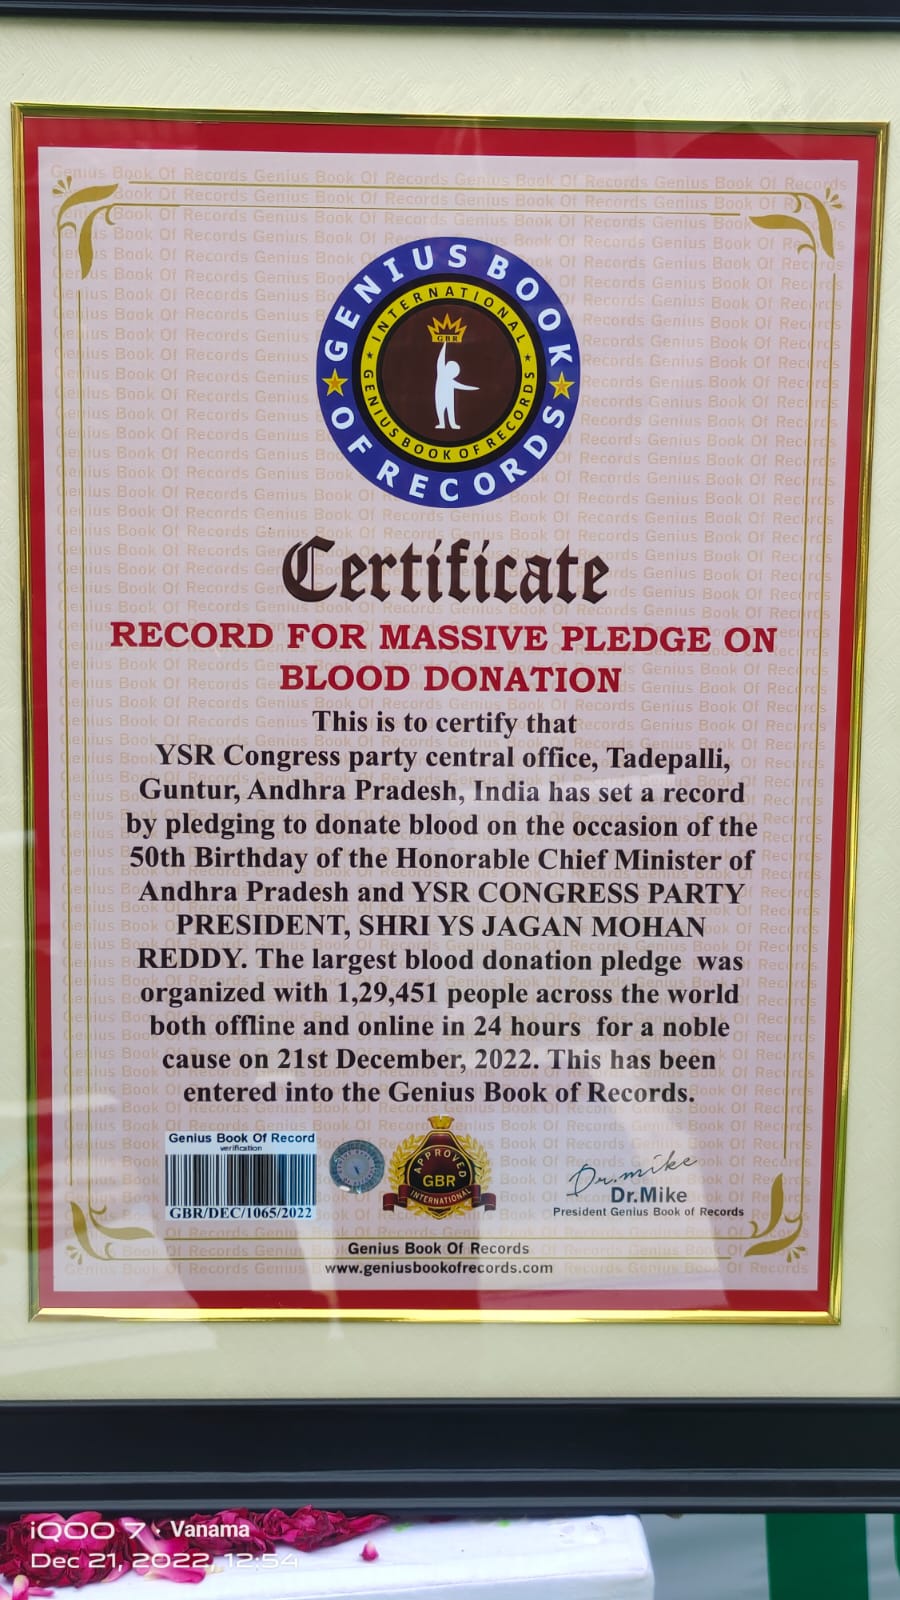 GENIUS BOOK OF RECORDS
INTERNATIONAL
GENIUS BOOK OF RECORDS
GBR
Certificate
RECORD FOR MASSIVE PLEDGE ON
BLOOD DONATION
This is to certify that
YSR Congress party central office, Tadepalli,
Guntur, Andhra Pradesh, India has set a record
by pledging to donate blood on the occasion of the
50th Birthday of the Honorable Chief Minister of
Andhra Pradesh and YSR CONGRESS PARTY
PRESIDENT, SHRI YS JAGAN MOHAN
REDDY. The largest blood donation pledge was
organized with 1,29,451 people across the world
both offline and online in 24 hours for a noble
cause on 21st December, 2022. This has been
entered into the Genius Book of Records.
Genius Book Of Record
verification
GBR/DEC/1065/2022
APPROVED
GBR
INTERNATIONAL
Dr.mike
Dr.Mike
President Genius Book of Records
Genius Book Of Records
www.geniusbookofrecords.com
iQOO 7 · Vanama
Dec 21, 2022, 12:54